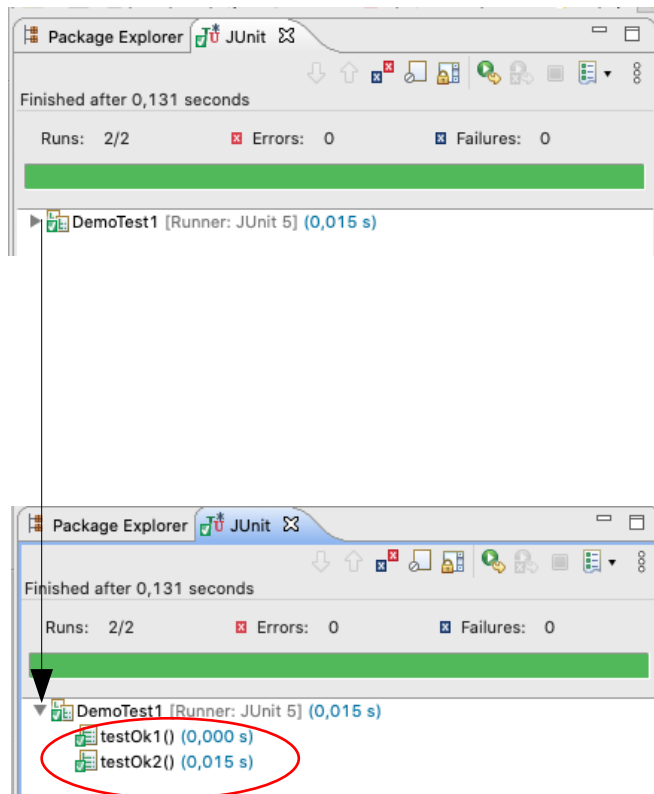 Package Explorer JUnit
Finished after 0,131 seconds
Runs: 2/2 Errors: 0 Failures: 0
DemoTest1 [Runner: JUnit 5] (0,015 s)
Package Explorer JUnit
Finished after 0,131 seconds
Runs: 2/2 Errors: 0 Failures: 0
DemoTest1 [Runner: JUnit 5] (0,015 s)
testOk1() (0,000 s)
testOk2() (0,015 s)